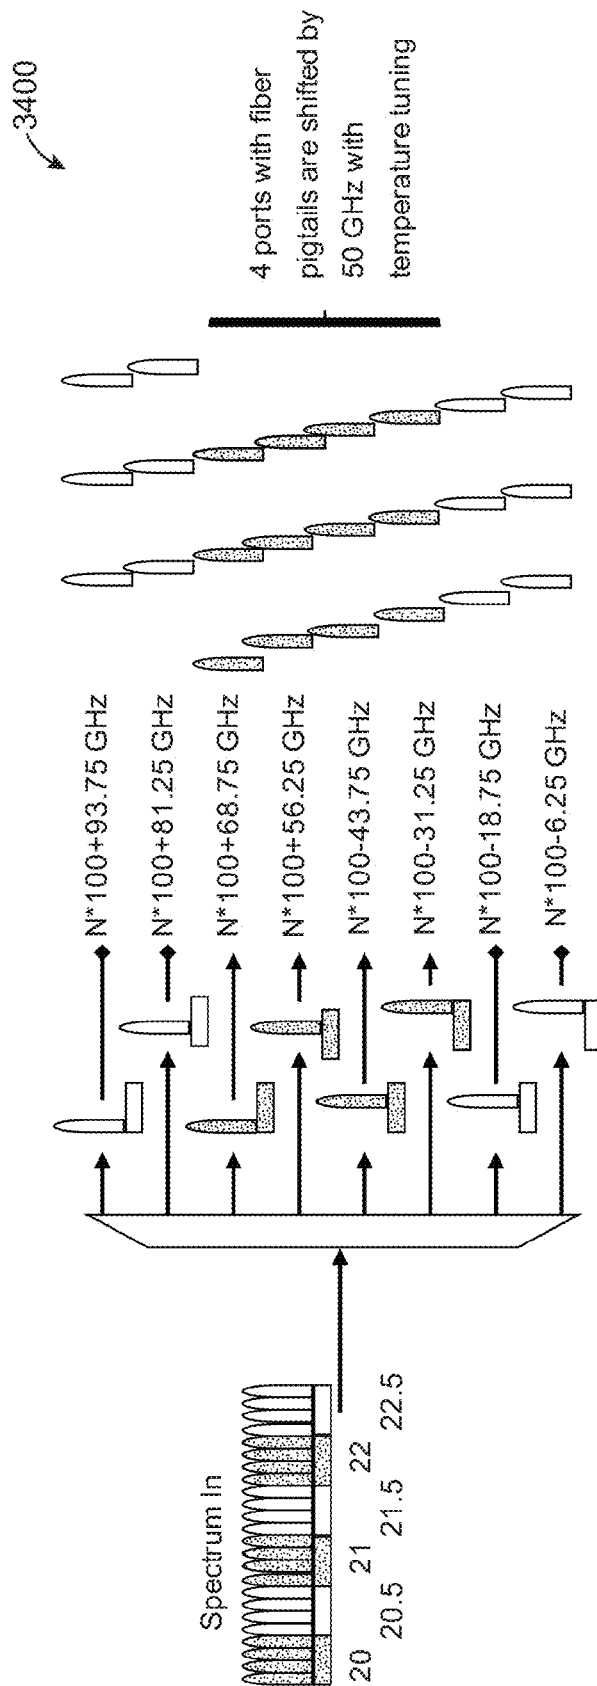 3400
Spectrum In
20
20.5
21
21.5
22
22.5
N*100+93.75 GHz
N*100+81.25 GHz
N*100+68.75 GHz
N*100+56.25 GHz
N*100-43.75 GHz
N*100-31.25 GHz
N*100-18.75 GHz
N*100-6.25 GHz
4 ports with fiber
pigtails are shifted by
50 GHz with
temperature tuning